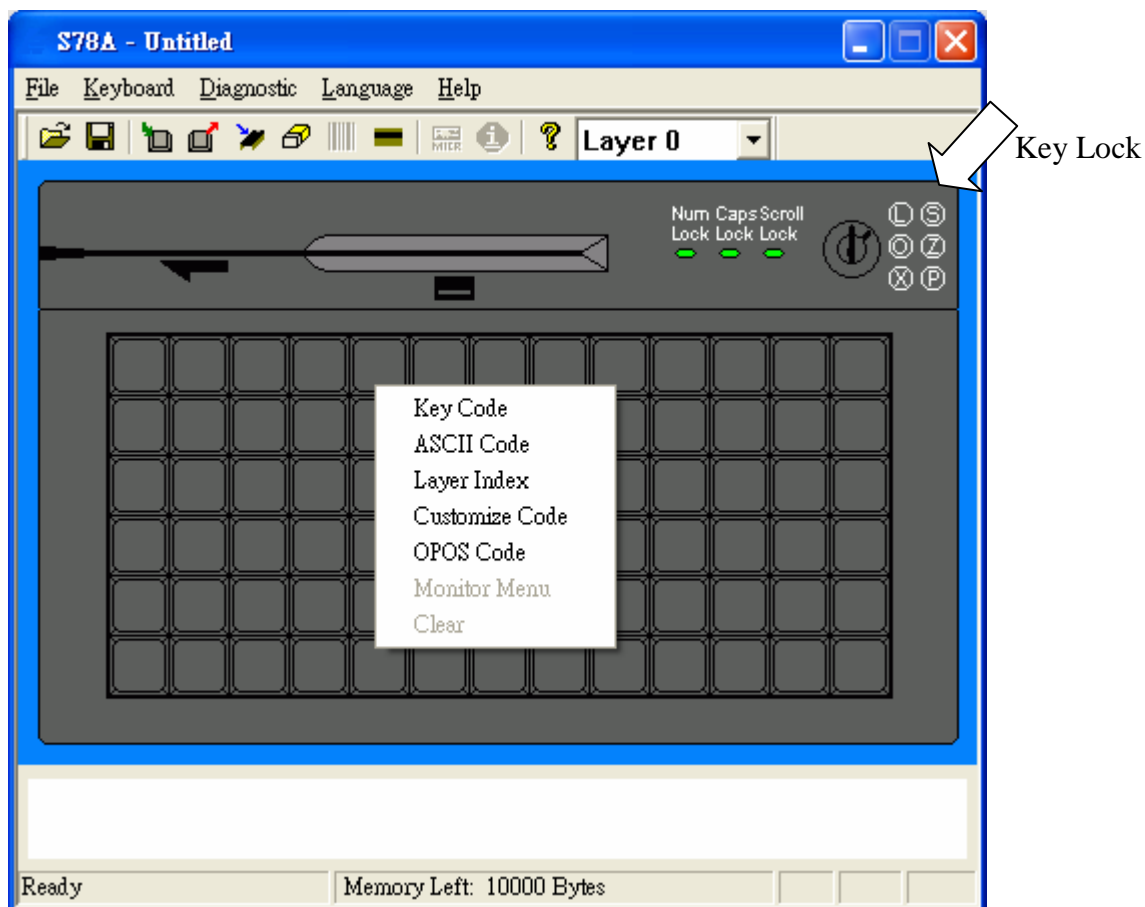 S78A - Untitled
File Keyboard Diagnostic Language Help
MICR
Layer 0
Key Lock
Num Caps Scroll
Lock Lock Lock
L S
O Z
X P
Key Code
ASCII Code
Layer Index
Customize Code
OPOS Code
Monitor Menu
Clear
Ready
Memory Left: 10000 Bytes